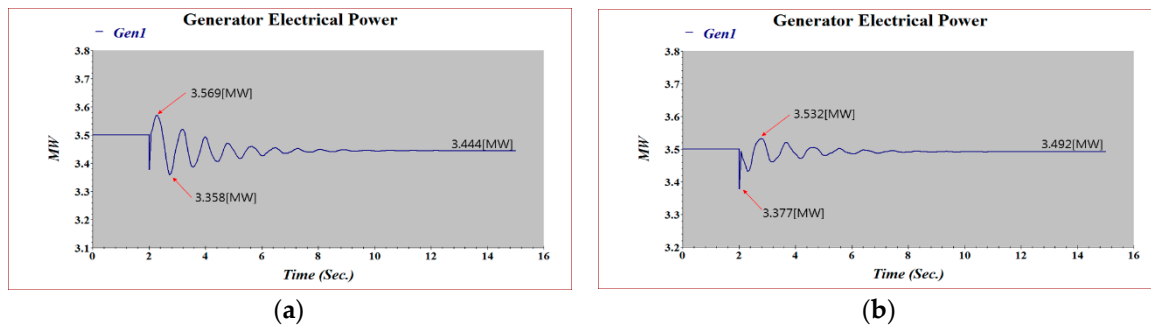 Generator Electrical Power
Gen1
3.8
3.7
3.6
3.5
3.4
3.3
3.2
3.1
MW
3.569[MW]
3.444[MW]
3.358[MW]
0 2 4 6 8 10 12 14 16
Time (Sec.)
(a)
Generator Electrical Power
Gen1
3.8
3.7
3.6
3.5
3.4
3.3
3.2
MW
3.532[MW]
3.492[MW]
3.377[MW]
0 2 4 6 8 10 12 14 16
Time (Sec.)
(b)